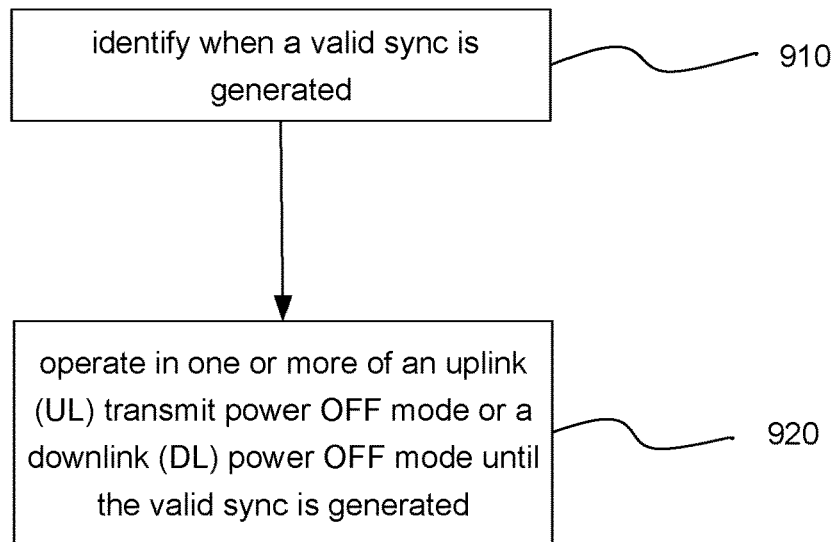 identify when a valid sync is
generated
910
operate in one or more of an uplink
(UL) transmit power OFF mode or a
downlink (DL) power OFF mode until
the valid sync is generated
920